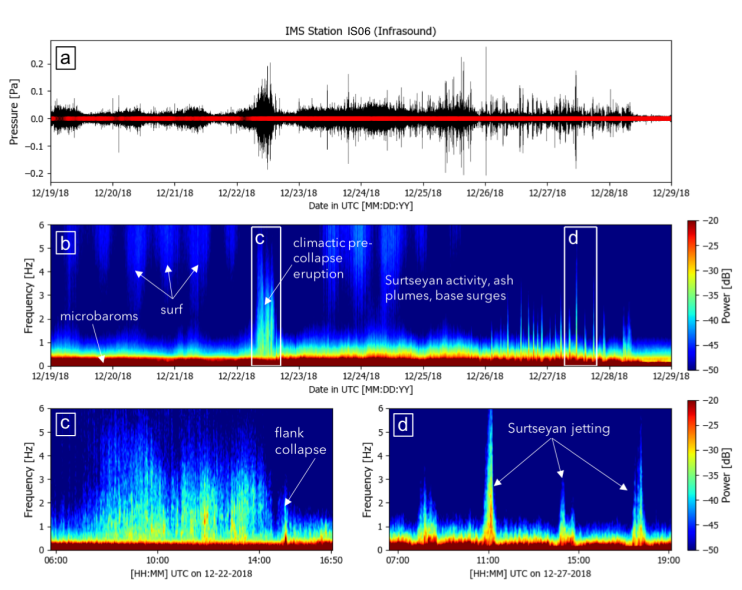 IMS Station IS06 (Infrasound)
a
Pressure [Pa]
0.2
0.1
0.0
−0.1
−0.2
12/19/18 12/20/18 12/21/18 12/22/18 12/23/18 12/24/18 12/25/18 12/26/18 12/27/18 12/28/18 12/29/18
Date in UTC [MM:DD:YY]
b
Frequency [Hz]
6
5
4
3
2
1
0
c
climactic pre-
collapse
eruption
d
Surtseyan activity, ash
plumes, base surges
surf
microbaroms
12/19/18 12/20/18 12/21/18 12/22/18 12/23/18 12/24/18 12/25/18 12/26/18 12/27/18 12/28/18 12/29/18
Date in UTC [MM:DD:YY]
−20
−25
−30
−35
−40
−45
−50
Power [dB]
c
Frequency [Hz]
6
5
4
3
2
1
0
flank
collapse
06:00 10:00 14:00 16:50
[HH:MM] UTC on 12-22-2018
d
Frequency [Hz]
6
5
4
3
2
1
0
Surtseyan jetting
07:00 11:00 15:00 19:00
[HH:MM] UTC on 12-27-2018
−20
−25
−30
−35
−40
−45
−50
Power [dB]